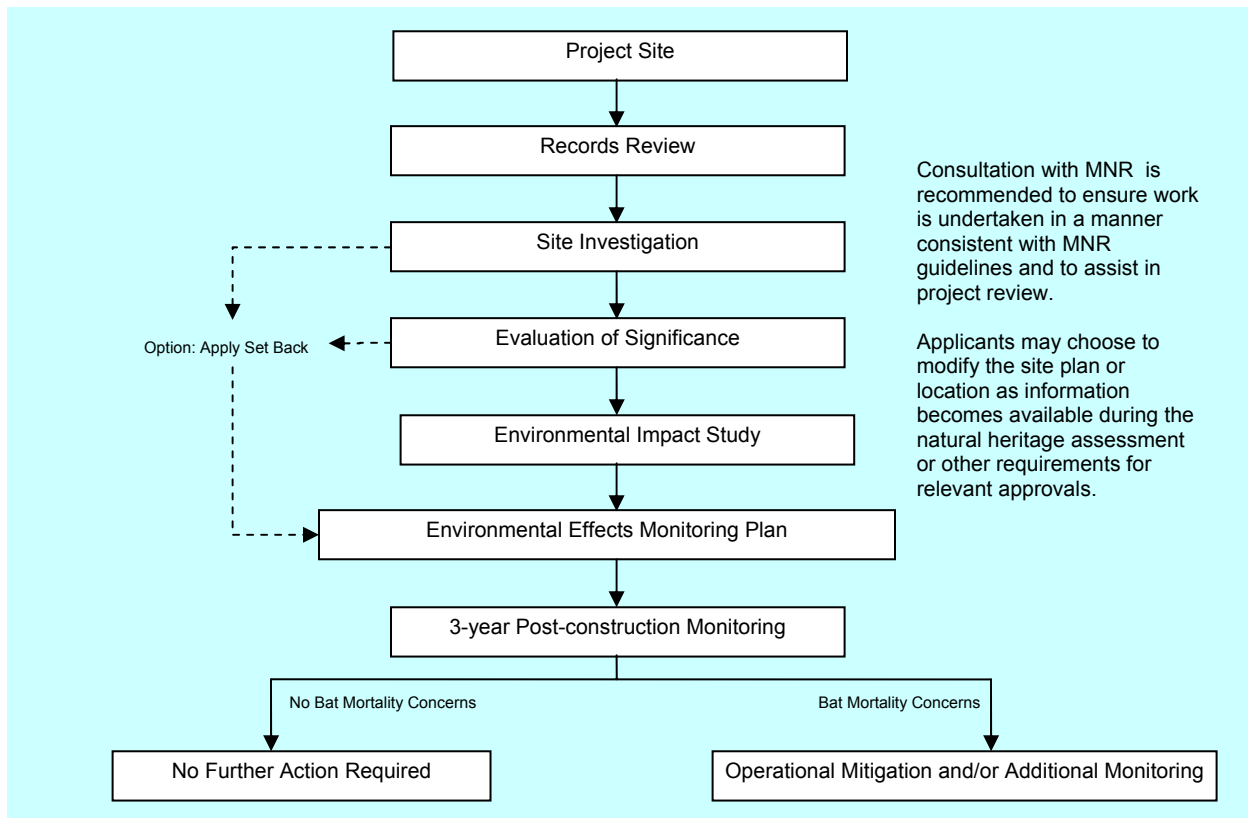 Project Site
Records Review
Site Investigation
Evaluation of Significance
Option: Apply Set Back
Environmental Impact Study
Environmental Effects Monitoring Plan
3-year Post-construction Monitoring
No Bat Mortality Concerns
Bat Mortality Concerns
No Further Action Required
Operational Mitigation and/or Additional Monitoring
Consultation with MNR is
recommended to ensure work
is undertaken in a manner
consistent with MNR
guidelines and to assist in
project review.
Applicants may choose to
modify the site plan or
location as information
becomes available during the
natural heritage assessment
or other requirements for
relevant approvals.